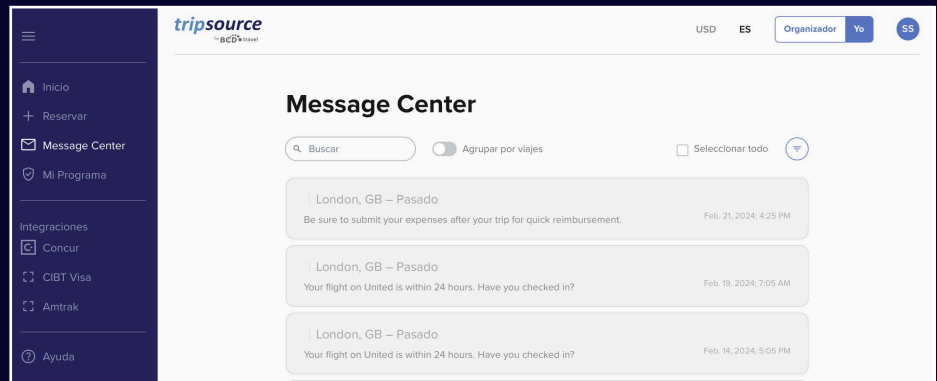 tripsource
by BCD travel
USD
ES
Organizador
Yo
SS
Inicio
Reservar
Message Center
Mi Programa
Integraciones
Concur
CIBT Visa
Amtrak
Ayuda
Message Center
Buscar
Agrupar por viajes
Seleccionar todo
London, GB – Pasado
Be sure to submit your expenses after your trip for quick reimbursement.
Feb. 21, 2024; 4:25 PM
London, GB – Pasado
Your flight on United is within 24 hours. Have you checked in?
Feb. 19, 2024; 7:05 AM
London, GB – Pasado
Your flight on United is within 24 hours. Have you checked in?
Feb. 14, 2024; 5:05 PM